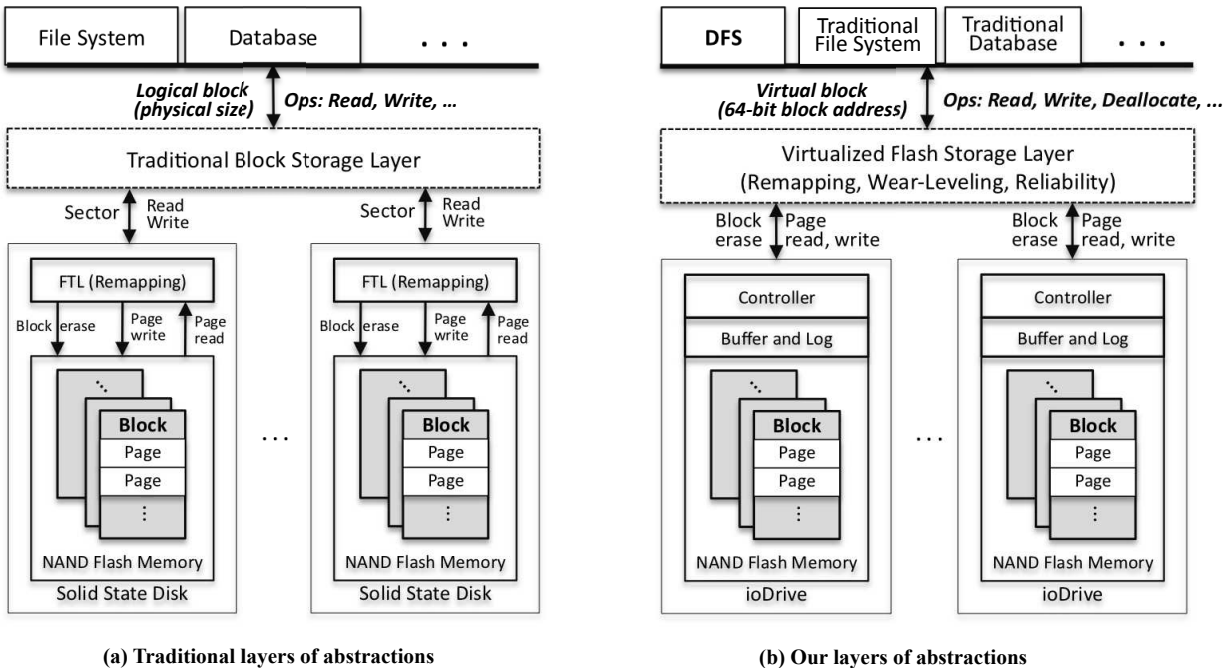 File System
Database
. . .
Logical block
(physical size)
Ops: Read, Write, ...
Traditional Block Storage Layer
Sector
Read
Write
Sector
Read
Write
FTL (Remapping)
Block erase
Page
write
Page
read
Block
Page
Page
⋮
NAND Flash Memory
Solid State Disk
. . .
FTL (Remapping)
Block erase
Page
write
Page
read
Block
Page
Page
⋮
NAND Flash Memory
Solid State Disk
(a) Traditional layers of abstractions
DFS
Traditional
File System
Traditional
Database
. . .
Virtual block
(64-bit block address)
Ops: Read, Write, Deallocate, ...
Virtualized Flash Storage Layer
(Remapping, Wear-Leveling, Reliability)
Block
erase
Page
read, write
Block
erase
Page
read, write
Controller
Buffer and Log
Block
Page
Page
⋮
NAND Flash Memory
ioDrive
. . .
Controller
Buffer and Log
Block
Page
Page
⋮
NAND Flash Memory
ioDrive
(b) Our layers of abstractions